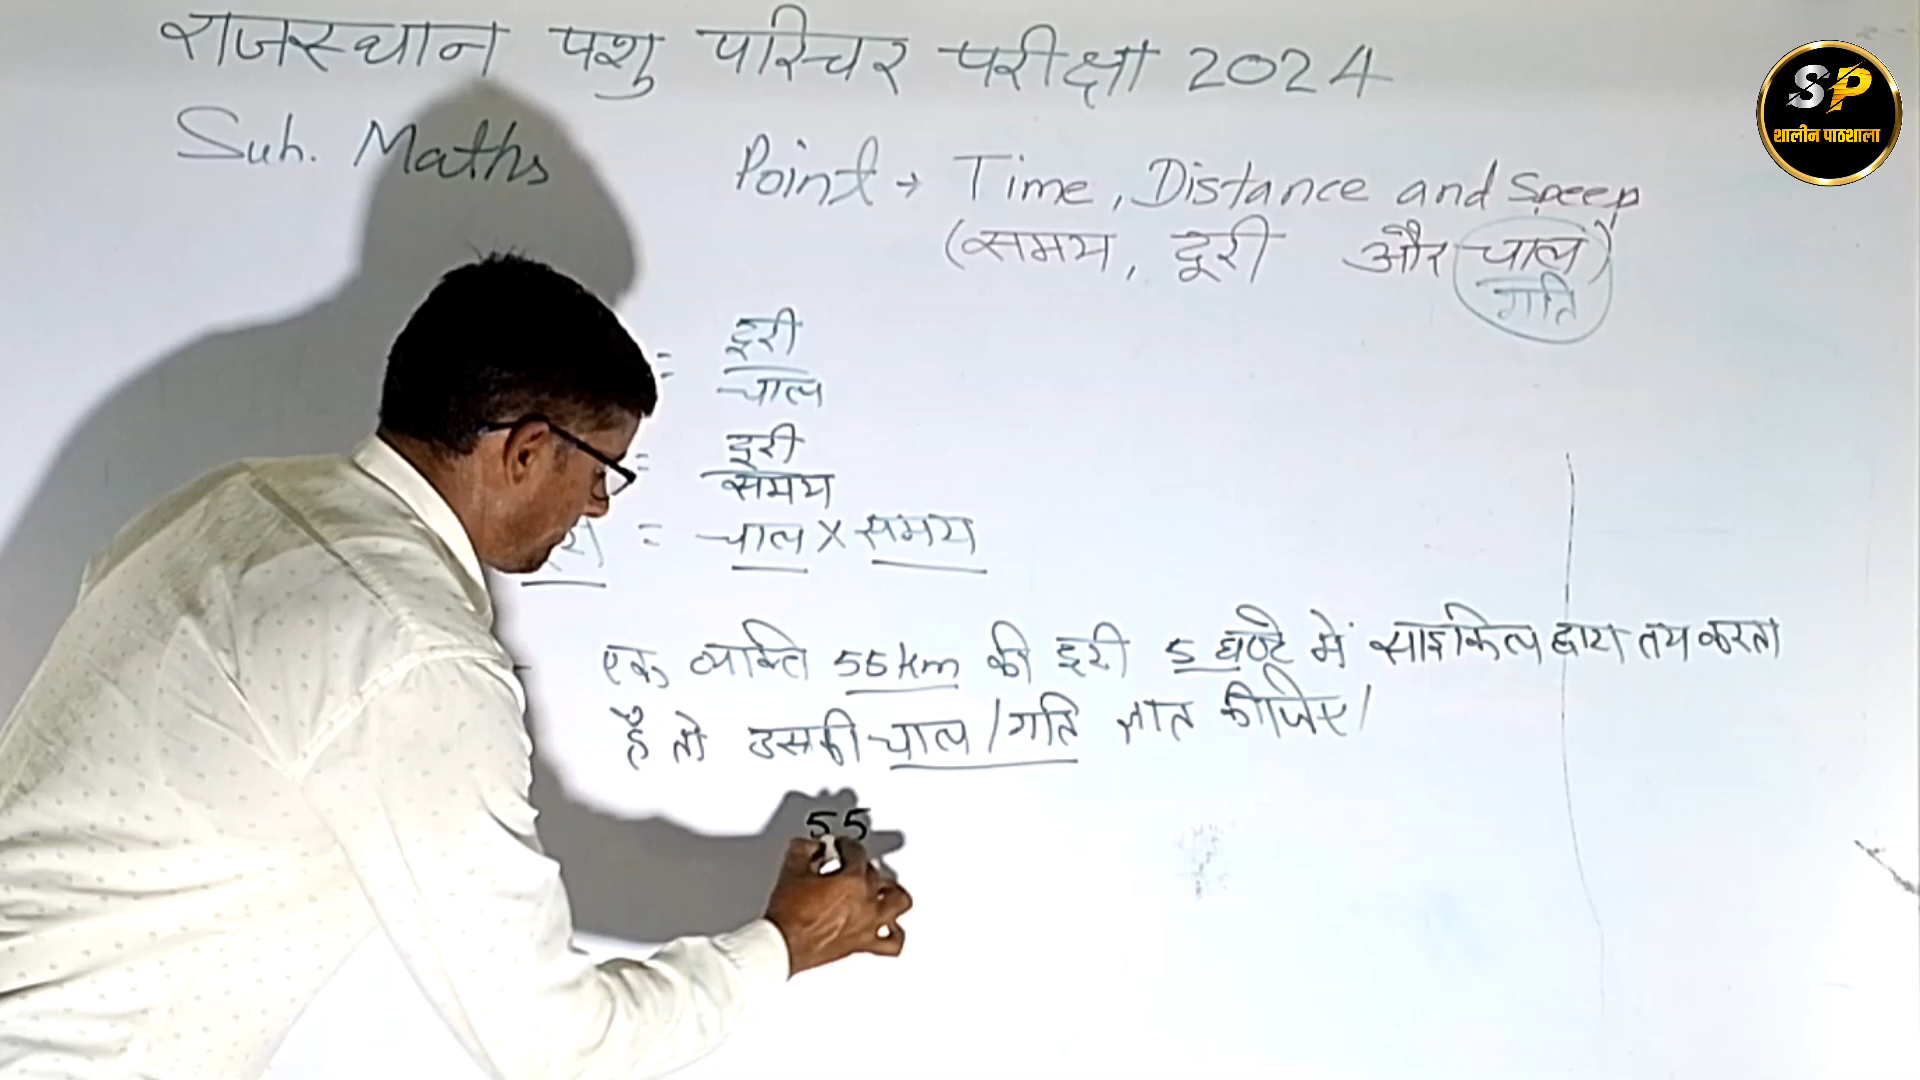 राजस्थान पशु परिचर परीक्षा 2024
Sub. Maths
Point → Time, Distance and Speep
(समय, दूरी और चाल)
गति
= दूरी
चाल
= दूरी
समय
= चाल × समय
एक व्यक्ति 55 km की दूरी 5 घण्टे में साइकिल द्वारा तय करता
है तो उसकी चाल / गति ज्ञात कीजिए।
55
SP
शालीन पाठशाला